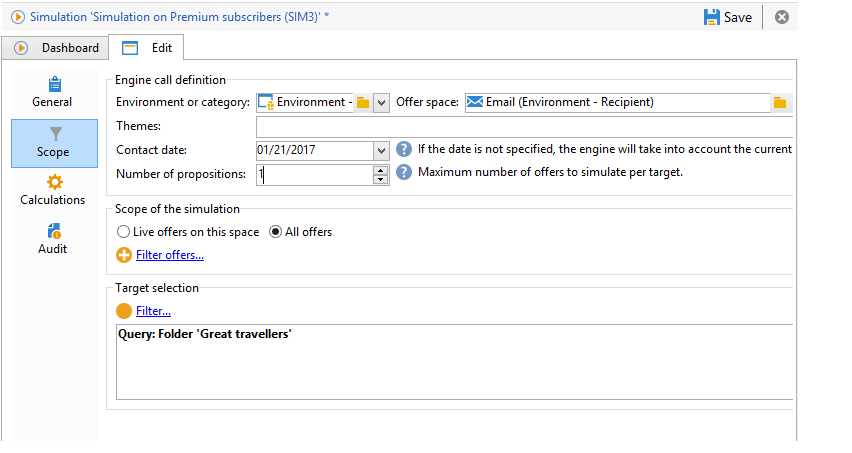 Simulation 'Simulation on Premium subscribers (SIM3)' *
Save
Dashboard
Edit
General
Scope
Calculations
Audit
Engine call definition
Environment or category: Environment - Offer space: Email (Environment - Recipient)
Themes:
Contact date: 01/21/2017 If the date is not specified, the engine will take into account the current
Number of propositions: 1 Maximum number of offers to simulate per target.
Scope of the simulation
Live offers on this space All offers
Filter offers...
Target selection
Filter...
Query: Folder 'Great travellers'